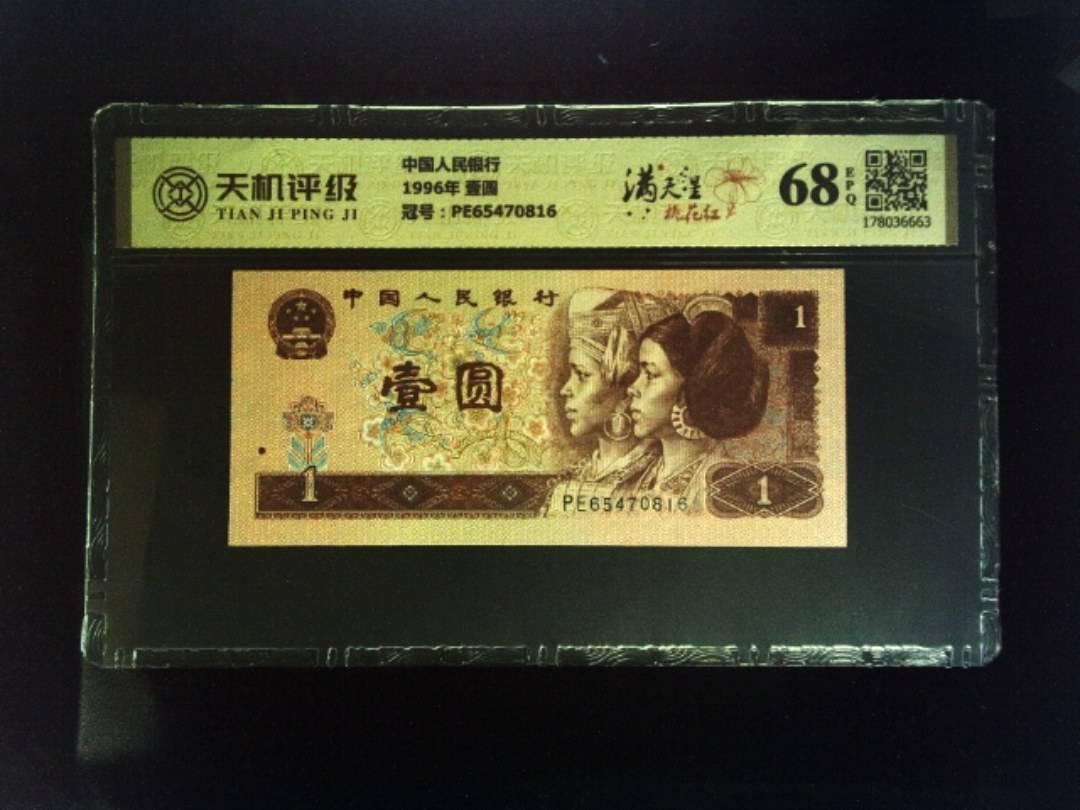 天机评级
TIAN JI PING JI
中国人民银行
1996年 壹圆
冠号：PE65470816
满天星
桃花红
68
EPQ
178036663
中国人民银行
1
壹圆
1
PE65470816
1